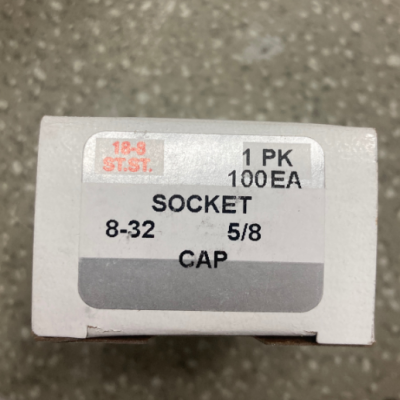 18-8
ST.ST.
1 PK
100EA
SOCKET
8-32 5/8
CAP